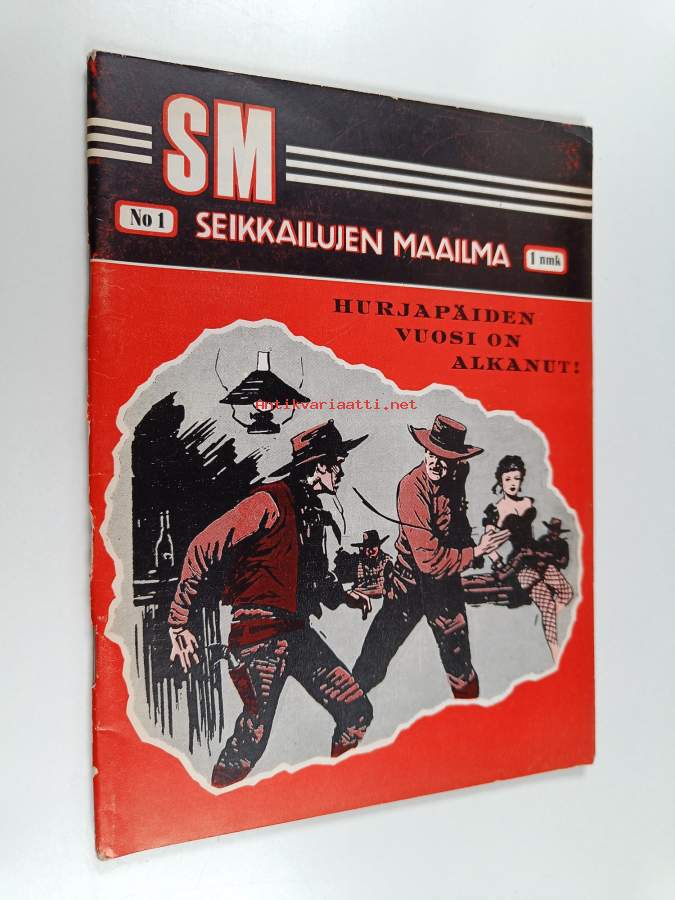 SM
No 1
SEIKKAILUJEN MAAILMA
1 nmk
HURJAPÄIDEN
VUOSI ON
ALKANUT!
Antikvariaatti.net